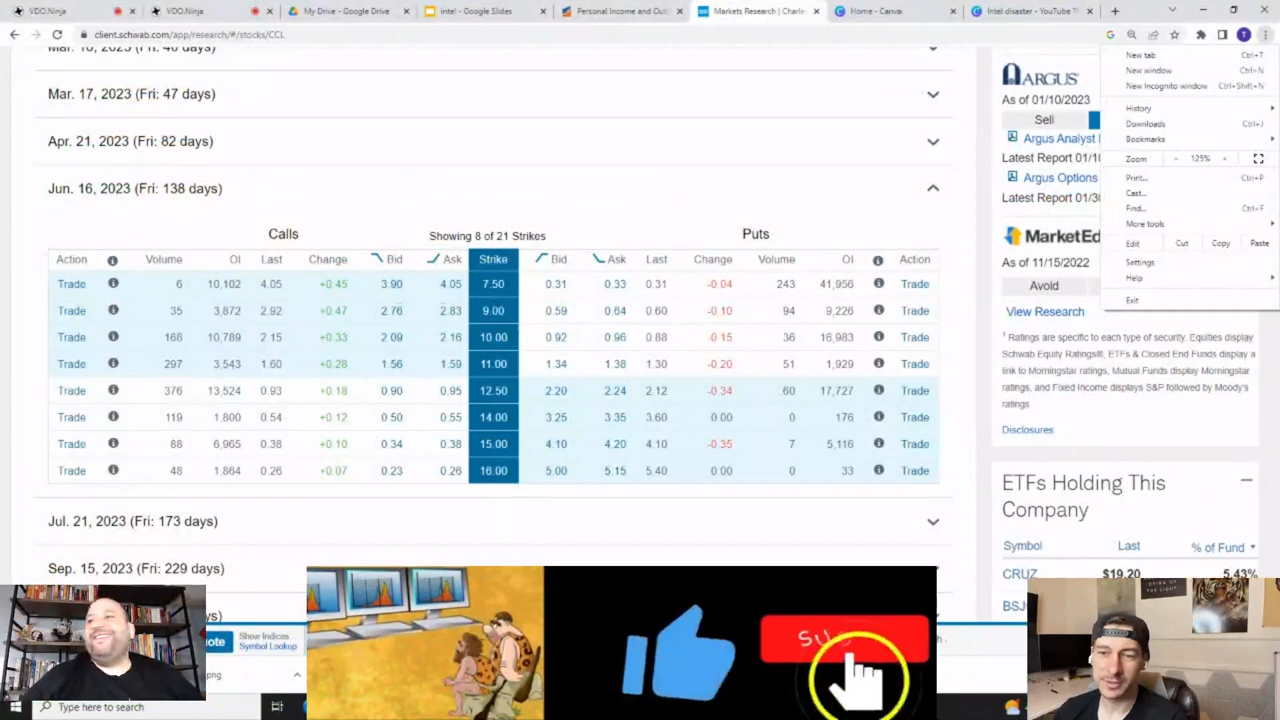 VDO.Ninja
VDO.Ninja
My Drive - Google Drive
intel - Google Slides
Personal Income and Out
Markets Research | Charle
Home - Canva
Intel disaster - YouTube T
client.schwab.com/app/research/#/stocks/CCL
New tab Ctrl+T
New window Ctrl+N
New Incognito window Ctrl+Shift+N
History
Downloads Ctrl+J
Bookmarks
Zoom - 125% +
Print... Ctrl+P
Cast...
Find... Ctrl+F
More tools
Edit Cut Copy Paste
Settings
Help
Exit
Mar. 17, 2023 (Fri: 47 days)
Apr. 21, 2023 (Fri: 82 days)
Jun. 16, 2023 (Fri: 138 days)
Calls Showing 8 of 21 Strikes Puts
Action Volume OI Last Change Bid Ask Strike Bid Ask Last Change Volume OI Action
Trade 6 10,102 4.05 +0.45 3.90 4.05 7.50 0.31 0.33 0.31 -0.04 243 41,956 Trade
Trade 35 3,872 2.92 +0.47 2.76 2.83 9.00 0.59 0.64 0.60 -0.10 94 9,226 Trade
Trade 168 10,789 2.15 +0.33 2.09 2.16 10.00 0.92 0.96 0.88 -0.15 36 16,983 Trade
Trade 297 3,543 1.60 +0.28 1.56 1.59 11.00 1.34 1.38 1.30 -0.20 51 1,929 Trade
Trade 376 13,524 0.93 +0.18 0.90 0.95 12.50 2.20 2.24 2.12 -0.34 60 17,727 Trade
Trade 119 1,800 0.54 +0.12 0.50 0.55 14.00 3.25 3.35 3.60 0.00 0 176 Trade
Trade 88 6,965 0.38 +0.10 0.34 0.38 15.00 4.10 4.20 4.10 -0.35 7 5,116 Trade
Trade 48 1,864 0.26 +0.07 0.23 0.26 16.00 5.00 5.15 5.40 0.00 0 33 Trade
Jul. 21, 2023 (Fri: 173 days)
Sep. 15, 2023 (Fri: 229 days)
ARGUS
As of 01/10/2023
Sell
Argus Analyst
Latest Report 01/1
Argus Options
Latest Report 01/3
MarketEd
As of 11/15/2022
Avoid
View Research
1 Ratings are specific to each type of security. Equities display
Schwab Equity Ratings®, ETFs & Closed End Funds display a
link to Morningstar ratings, Mutual Funds display Morningstar
ratings, and Fixed Income displays S&P followed by Moody's
ratings
Disclosures
ETFs Holding This
Company
Symbol Last % of Fund
CRUZ $19.20 5.43%
BSJ
ote
Show Indices
Symbol Lookup
.png
Type here to search